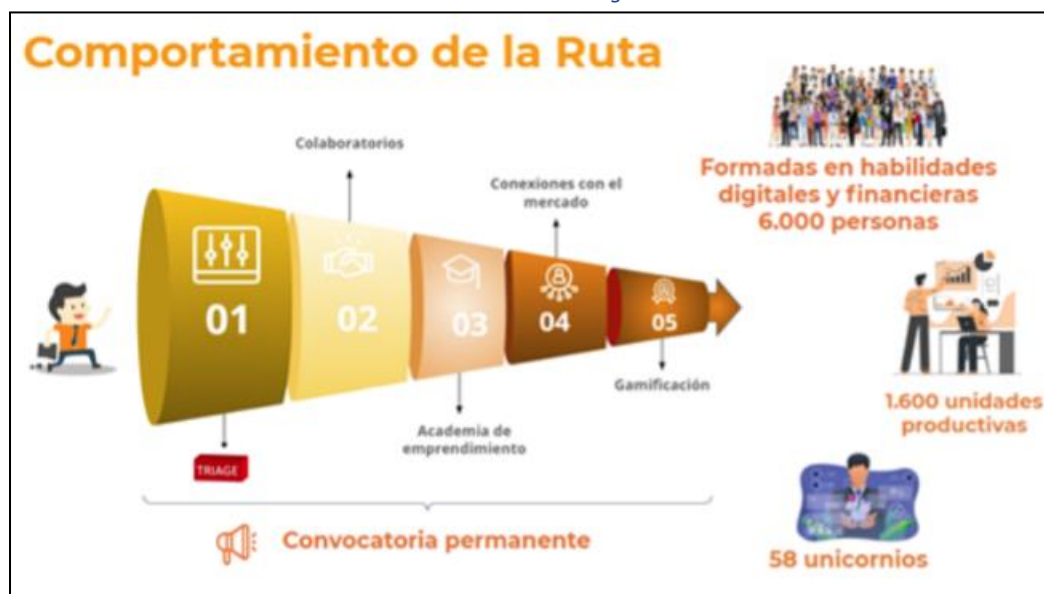 Comportamiento de la Ruta
Colaboratorios
Conexiones con el
mercado
01
02
03
04
05
Gamificación
Academia de
emprendimiento
TRIAGE
Convocatoria permanente
Formadas en habilidades
digitales y financieras
6.000 personas
1.600 unidades
productivas
58 unicornios